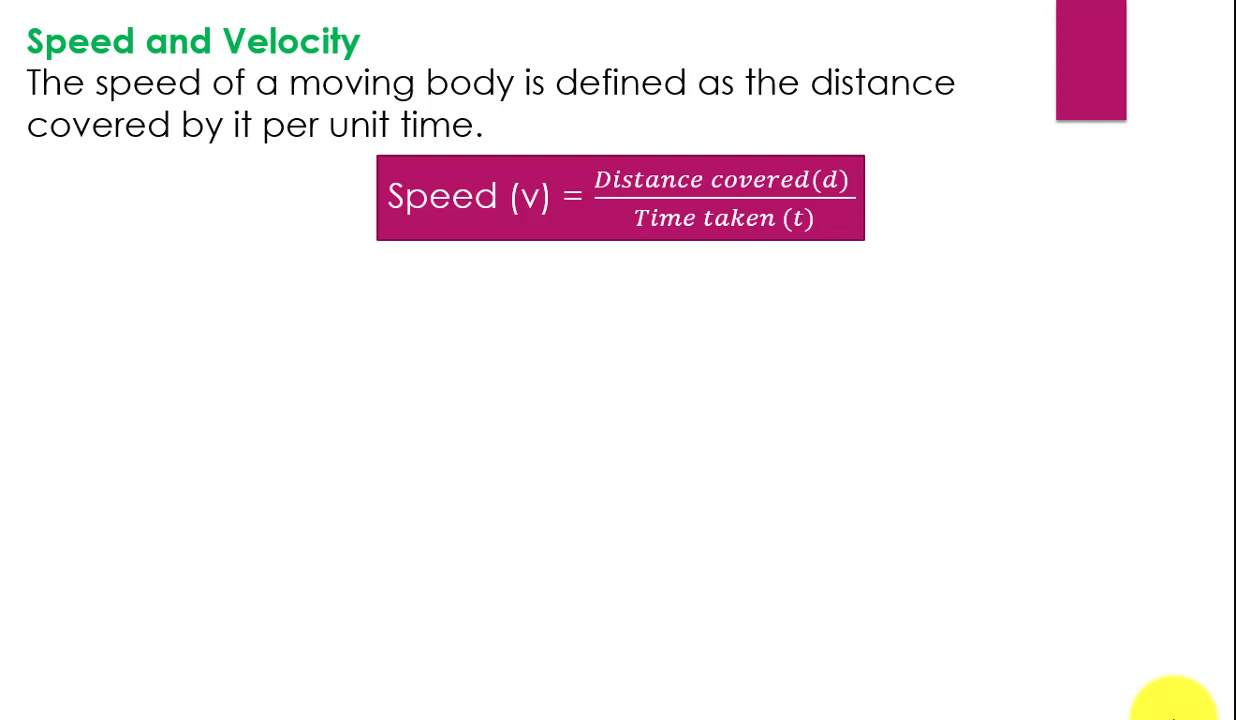 Speed and Velocity
The speed of a moving body is defined as the distance
covered by it per unit time.
Speed (v) = Distance covered(d)
Time taken (t)